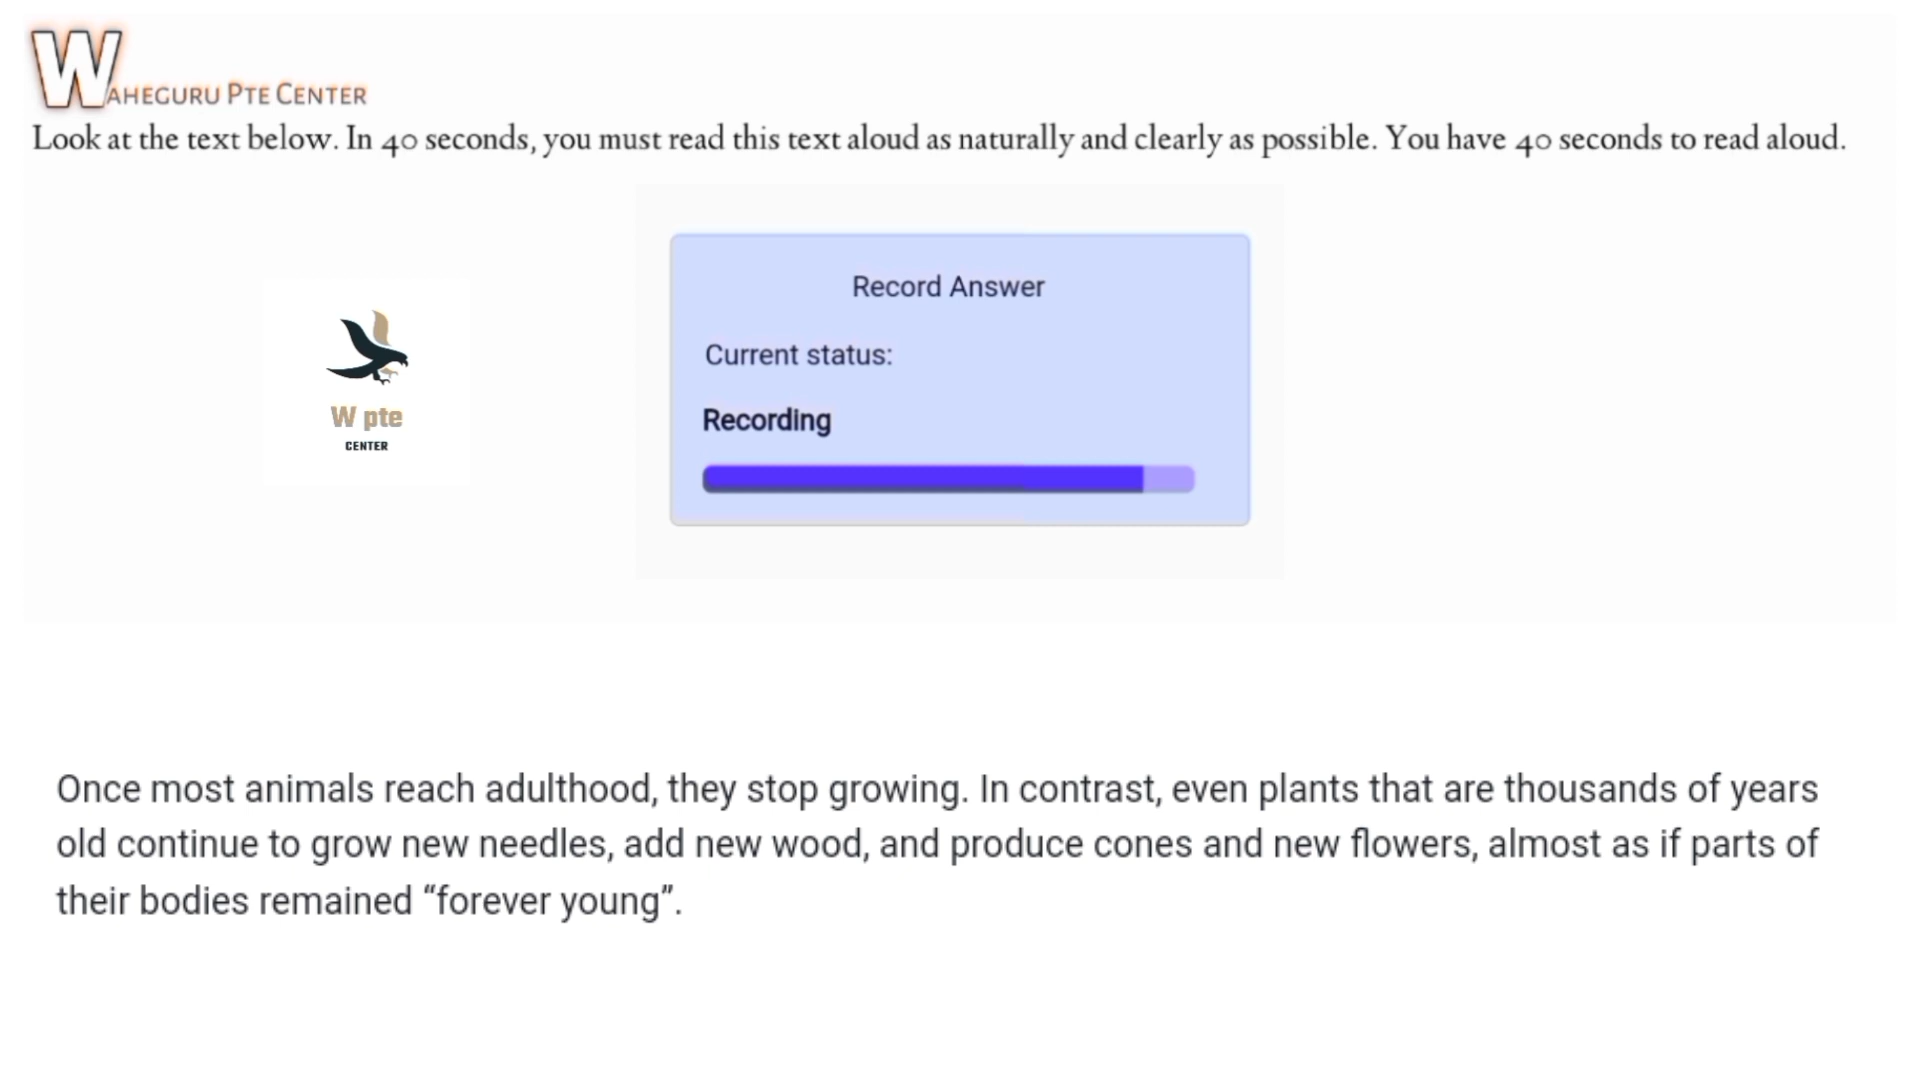 WAHEGURU PTE CENTER
Look at the text below. In 40 seconds, you must read this text aloud as naturally and clearly as possible. You have 40 seconds to read aloud.
Record Answer
Current status:
Recording
W pte
CENTER
Once most animals reach adulthood, they stop growing. In contrast, even plants that are thousands of years
old continue to grow new needles, add new wood, and produce cones and new flowers, almost as if parts of
their bodies remained “forever young”.